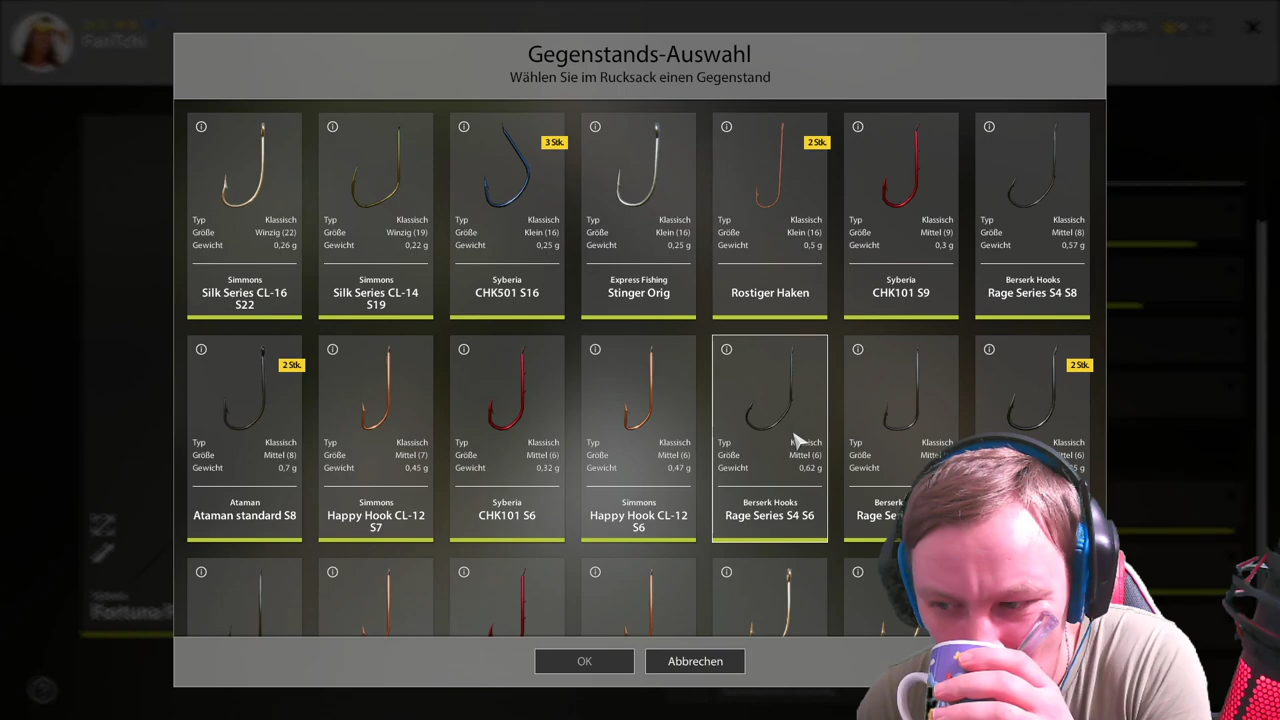 Gegenstands-Auswahl
Wählen Sie im Rucksack einen Gegenstand
Typ Klassisch
Größe Winzig (22)
Gewicht 0,26 g
Simmons
Silk Series CL-16
S22
Typ Klassisch
Größe Winzig (19)
Gewicht 0,22 g
Simmons
Silk Series CL-14
S19
3 Stk.
Typ Klassisch
Größe Klein (16)
Gewicht 0,25 g
Syberia
CHK501 S16
Typ Klassisch
Größe Klein (16)
Gewicht 0,25 g
Express Fishing
Stinger Orig
2 Stk.
Typ Klassisch
Größe Klein (16)
Gewicht 0,5 g
Rostiger Haken
Typ Klassisch
Größe Mittel (9)
Gewicht 0,3 g
Syberia
CHK101 S9
Typ Klassisch
Größe Mittel (8)
Gewicht 0,57 g
Berserk Hooks
Rage Series S4 S8
2 Stk.
Typ Klassisch
Größe Mittel (8)
Gewicht 0,7 g
Ataman
Ataman standard S8
Typ Klassisch
Größe Mittel (7)
Gewicht 0,45 g
Simmons
Happy Hook CL-12
S7
Typ Klassisch
Größe Mittel (6)
Gewicht 0,32 g
Syberia
CHK101 S6
Typ Klassisch
Größe Mittel (6)
Gewicht 0,47 g
Simmons
Happy Hook CL-12
S6
Typ Klassisch
Größe Mittel (6)
Gewicht 0,62 g
Berserk Hooks
Rage Series S4 S6
Typ Klassisch
Größe
Gewicht
2 Stk.
Typ Klassisch
OK
Abbrechen